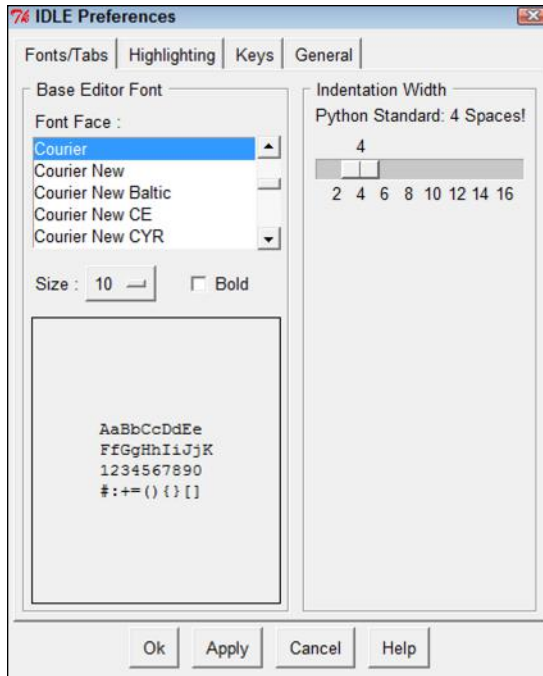 IDLE Preferences
Fonts/Tabs Highlighting Keys General
Base Editor Font
Font Face :
Courier
Courier New
Courier New Baltic
Courier New CE
Courier New CYR
Size : 10 Bold
AaBbCcDdEe
FfGgHhIiJjK
1234567890
#:+=(){}[]
Indentation Width
Python Standard: 4 Spaces!
4
2 4 6 8 10 12 14 16
Ok Apply Cancel Help